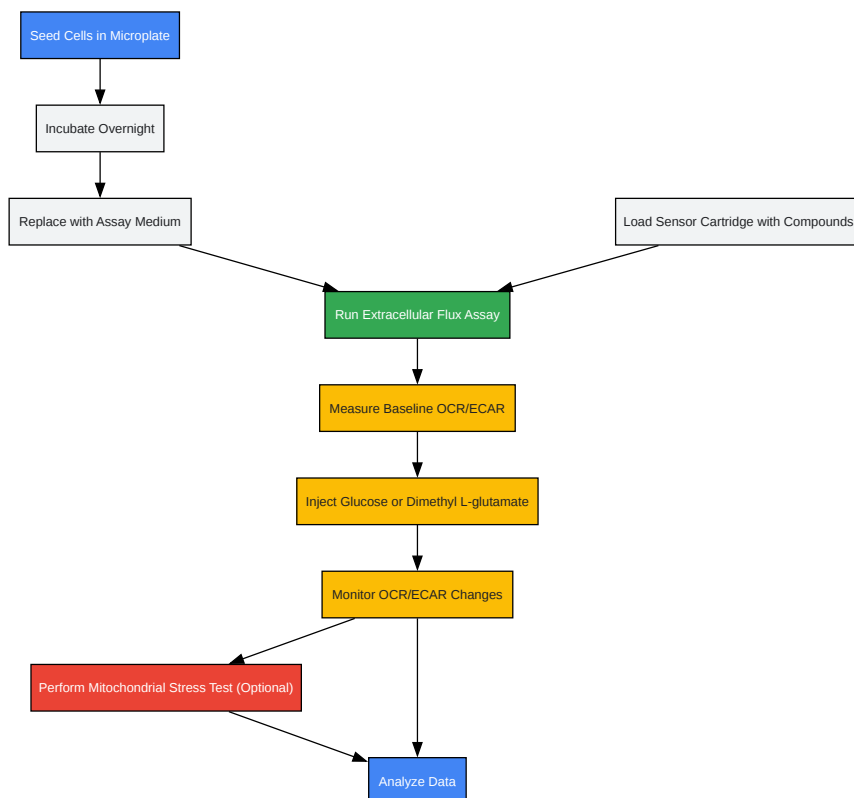 Seed Cells in Microplate
Incubate Overnight
Replace with Assay Medium
Load Sensor Cartridge with Compounds
Run Extracellular Flux Assay
Measure Baseline OCR/ECAR
Inject Glucose or Dimethyl L-glutamate
Monitor OCR/ECAR Changes
Perform Mitochondrial Stress Test (Optional)
Analyze Data